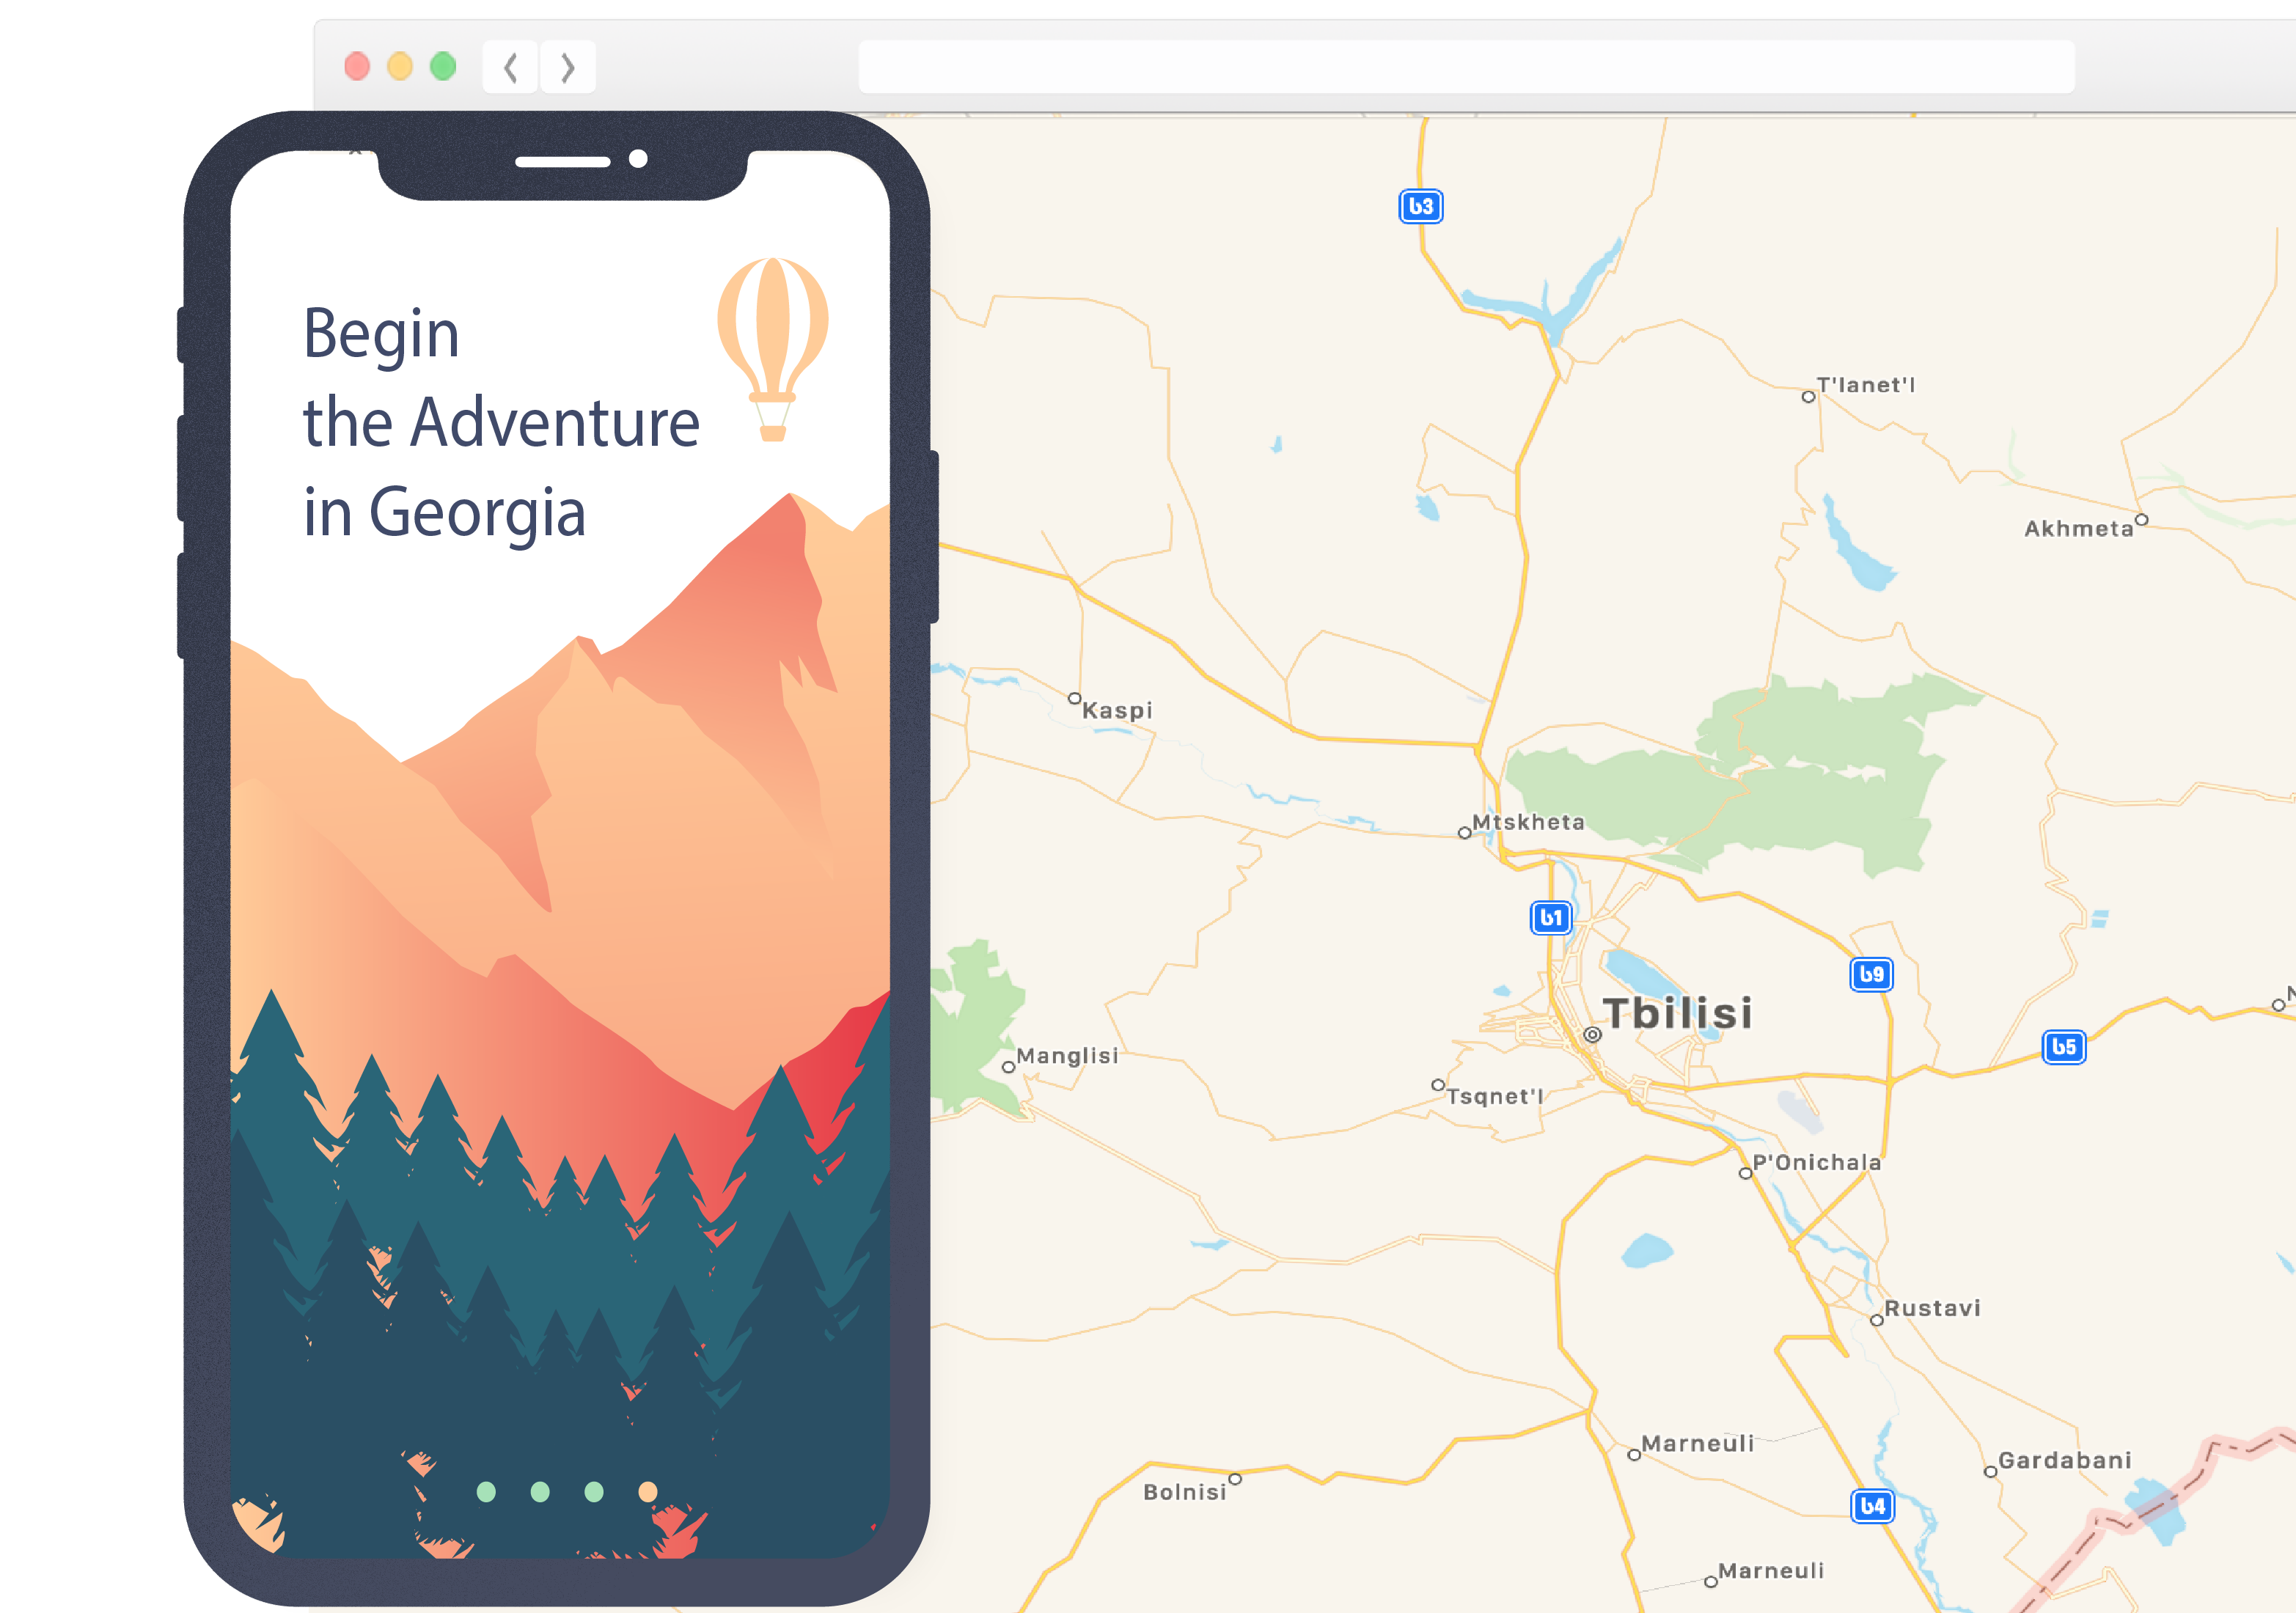 Begin
the Adventure
in Georgia
ს3
T'Ianet'I
Akhmeta
Kaspi
Mtskheta
ს1
ს9
Tbilisi
ს5
Manglisi
Tsqnet'I
P'Onichala
Rustavi
Marneuli
Gardabani
Bolnisi
ს4
Marneuli